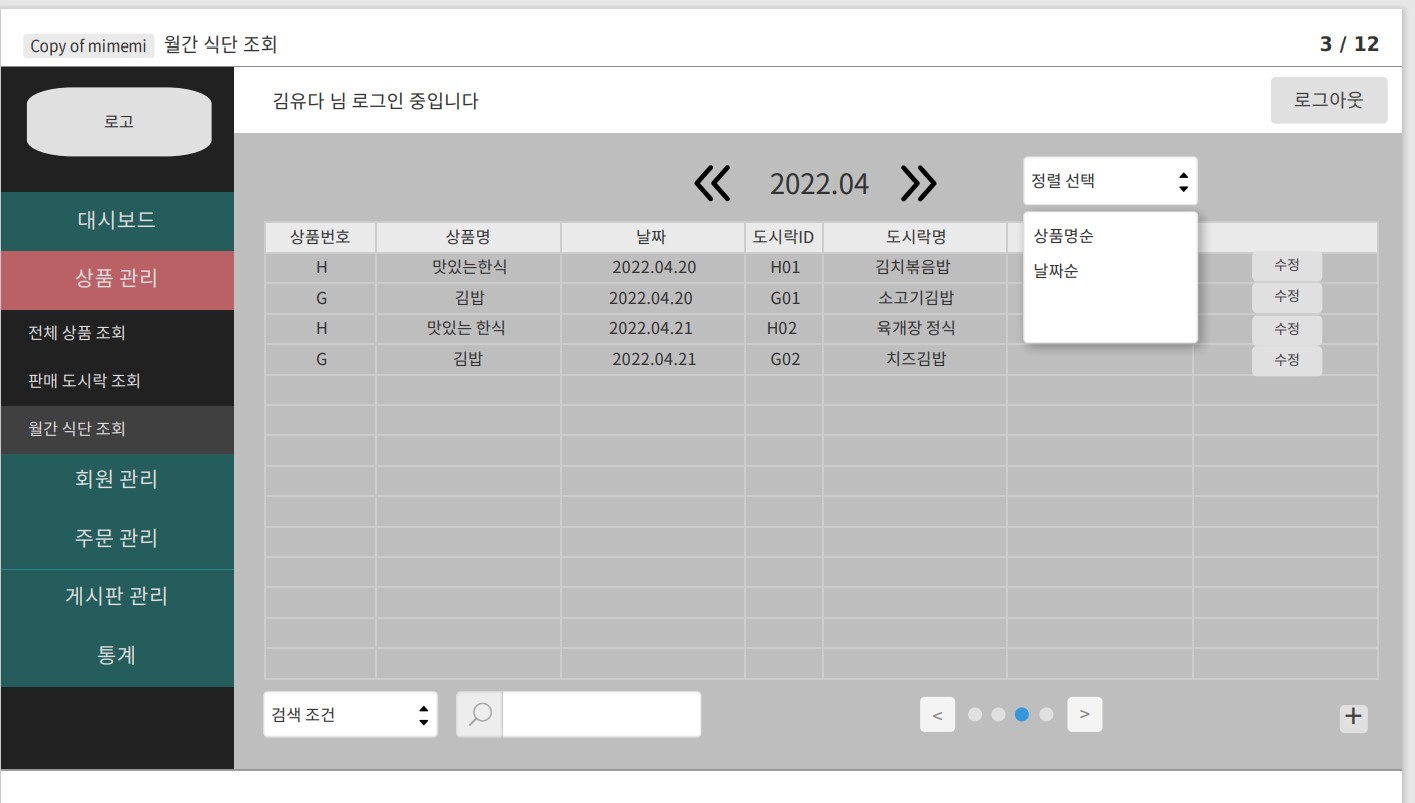 Copy of mimemi 월간 식단 조회 3 / 12
로고
김유다 님 로그인 중입니다 로그아웃
대시보드
상품 관리
전체 상품 조회
판매 도시락 조회
월간 식단 조회
회원 관리
주문 관리
게시판 관리
통계
2022.04
정렬 선택
상품명순
날짜순
상품번호 상품명 날짜 도시락ID 도시락명
H 맛있는한식 2022.04.20 H01 김치볶음밥 수정
G 김밥 2022.04.20 G01 소고기김밥 수정
H 맛있는 한식 2022.04.21 H02 육개장 정식 수정
G 김밥 2022.04.21 G02 치즈김밥 수정
검색 조건 < > +